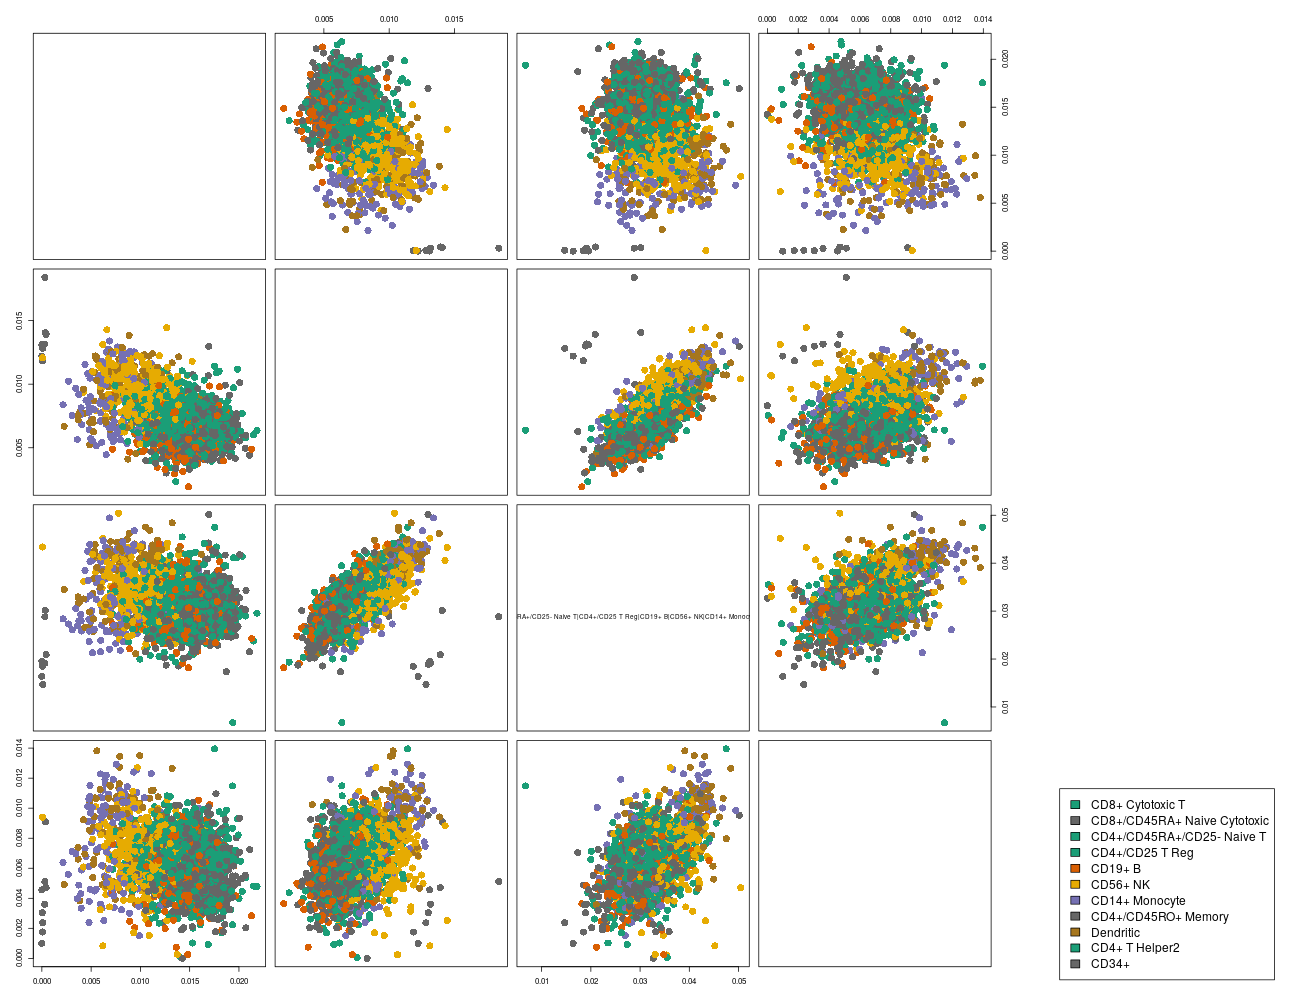 0.005 0.010 0.015
0.000 0.002 0.004 0.006 0.008 0.010 0.012 0.014
0.000 0.005 0.010 0.015 0.020
0.005 0.010 0.015
RA+/CD25- Naive T|CD4+/CD25 T Reg|CD19+ B|CD56+ NK|CD14+ Monoc
0.01 0.02 0.03 0.04 0.05
0.000 0.002 0.004 0.006 0.008 0.010 0.012 0.014
0.000 0.005 0.010 0.015 0.020
0.01 0.02 0.03 0.04 0.05
CD8+ Cytotoxic T
CD8+/CD45RA+ Naive Cytotoxic
CD4+/CD45RA+/CD25- Naive T
CD4+/CD25 T Reg
CD19+ B
CD56+ NK
CD14+ Monocyte
CD4+/CD45RO+ Memory
Dendritic
CD4+ T Helper2
CD34+